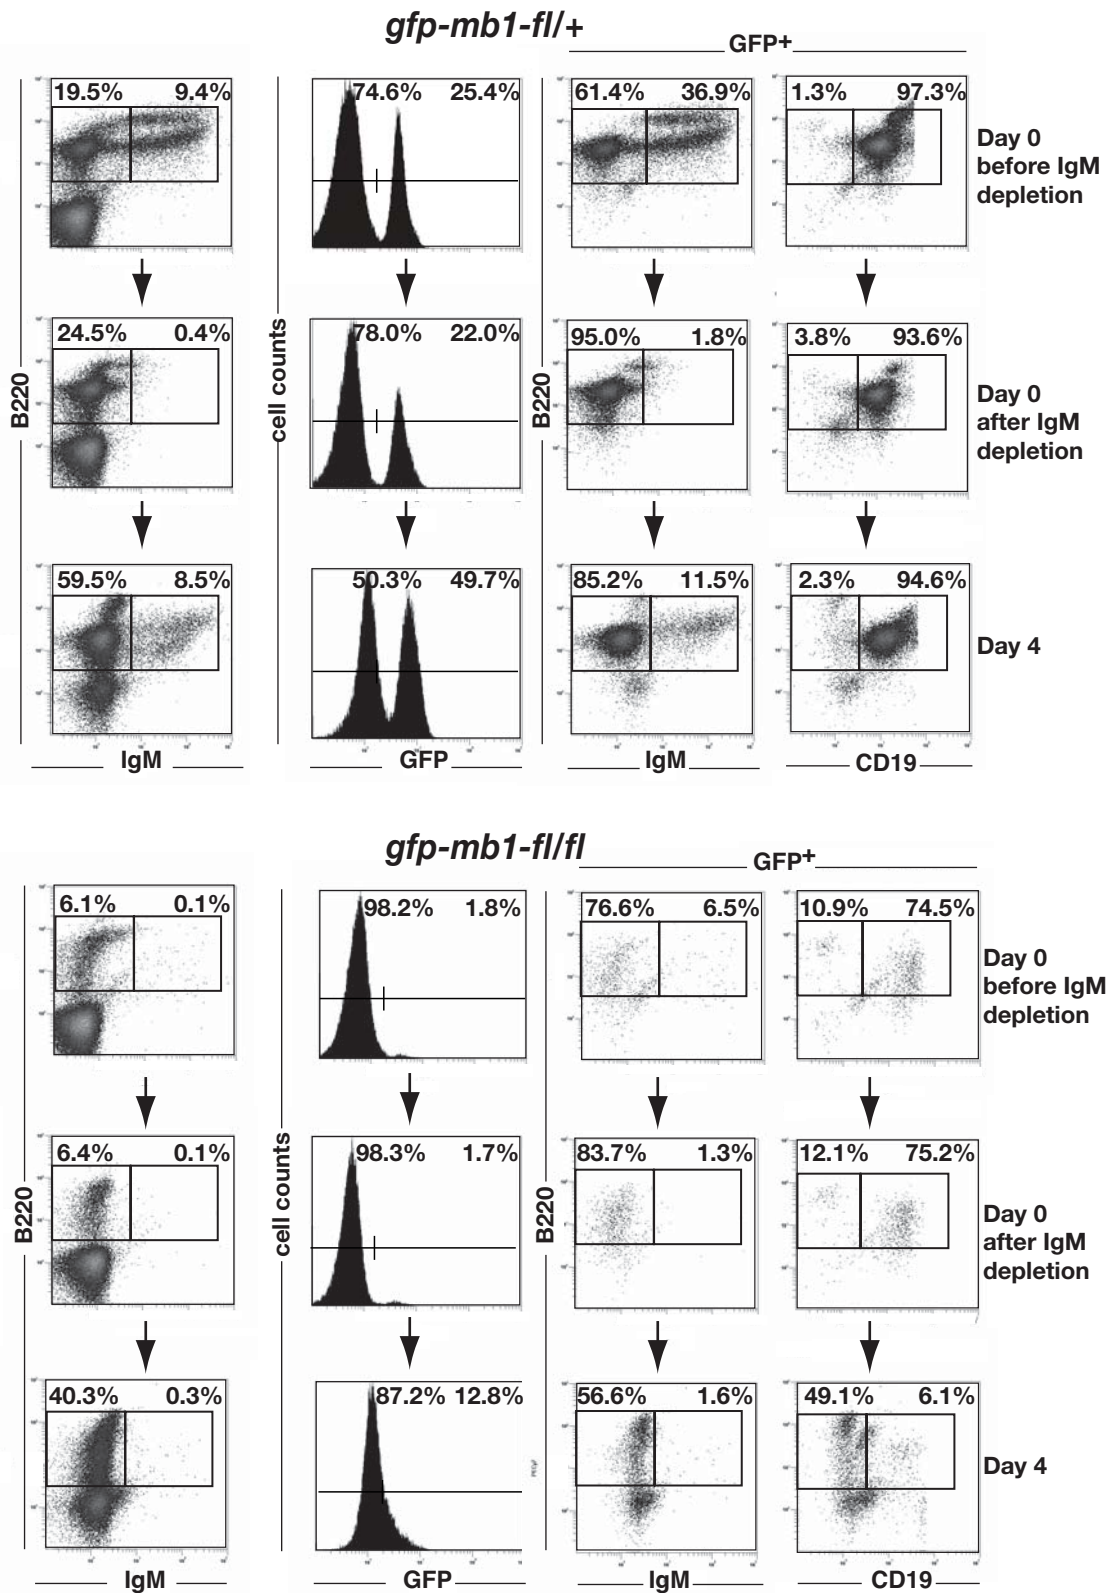 gfp-mb1-fl/+
GFP+
19.5% 9.4%
74.6% 25.4%
61.4% 36.9%
1.3% 97.3%
Day 0
before IgM
depletion
24.5% 0.4%
78.0% 22.0%
95.0% 1.8%
3.8% 93.6%
Day 0
after IgM
depletion
B220
cell counts
B220
59.5% 8.5%
50.3% 49.7%
85.2% 11.5%
2.3% 94.6%
Day 4
IgM
GFP
IgM
CD19
gfp-mb1-fl/fl
GFP+
6.1% 0.1%
98.2% 1.8%
76.6% 6.5%
10.9% 74.5%
Day 0
before IgM
depletion
6.4% 0.1%
98.3% 1.7%
83.7% 1.3%
12.1% 75.2%
Day 0
after IgM
depletion
B220
cell counts
B220
40.3% 0.3%
87.2% 12.8%
56.6% 1.6%
49.1% 6.1%
Day 4
IgM
GFP
IgM
CD19